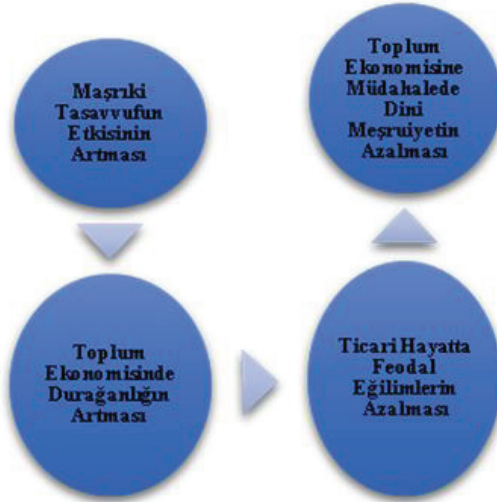 Maşrıki
Tasavvufun
Etkisinin
Artması
Toplum
Ekonomisinde
Durağanlığın
Artması
Ticari Hayatta
Feodal
Eğilimlerin
Azalması
Toplum
Ekonomisine
Müdahalede
Dini
Meşruiyetin
Azalması